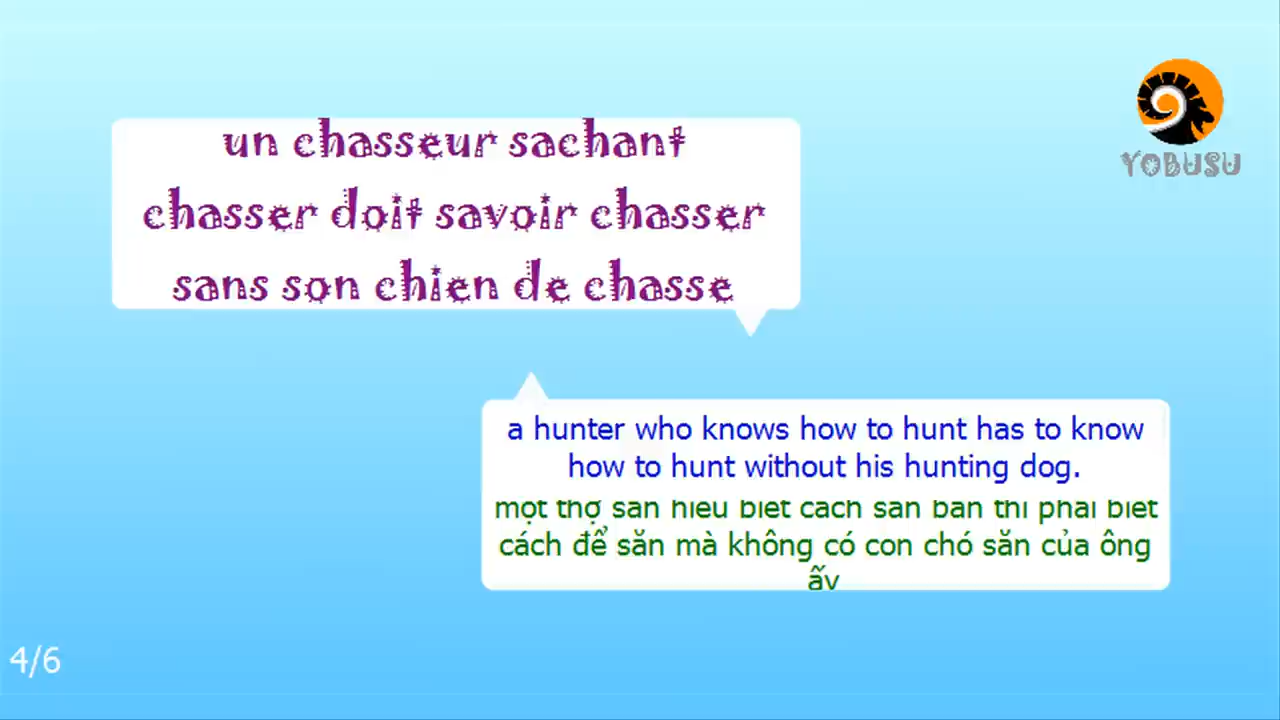 un chasseur sachant
chasser doit savoir chasser
sans son chien de chasse
YOBUSU
a hunter who knows how to hunt has to know
how to hunt without his hunting dog.
một thợ săn hiểu biết cách săn bắn thì phải biết
cách để săn mà không có con chó săn của ông
ấy
4/6